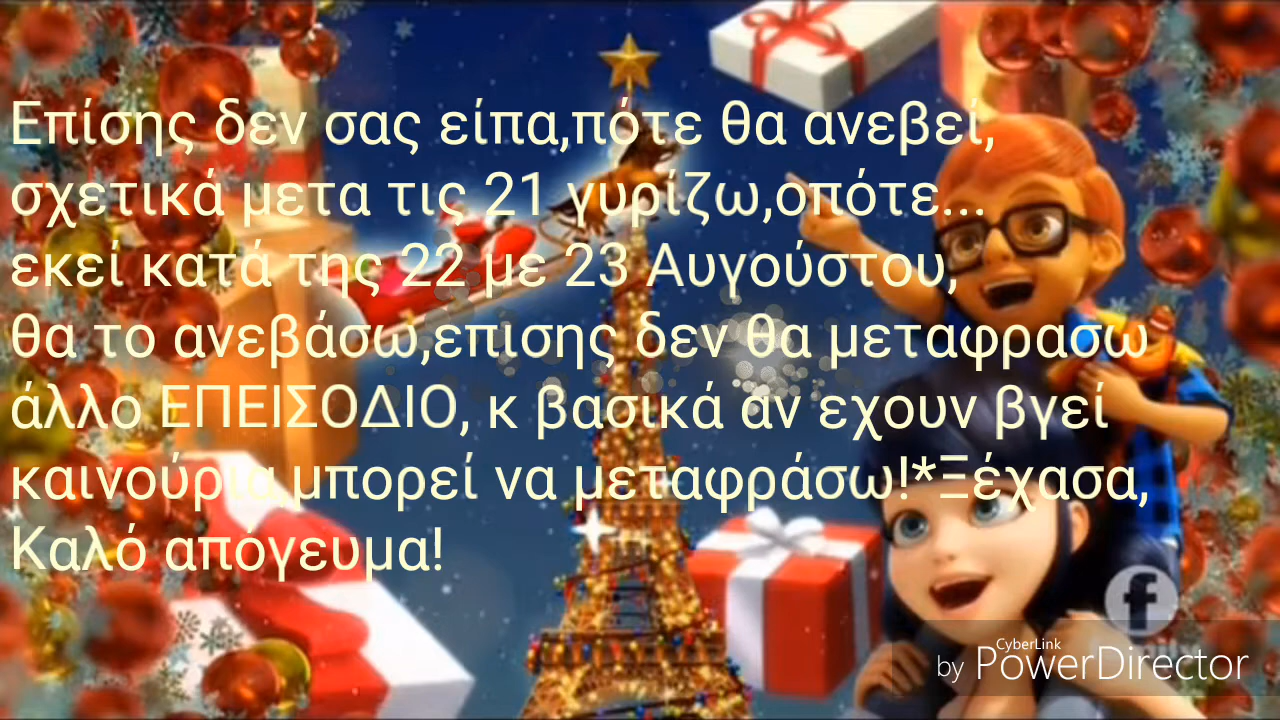 Επίσης δεν σας είπα,πότε θα ανεβεί,
σχετικά μετα τις 21 γυρίζω,οπότε...
εκεί κατά της 22 με 23 Αυγούστου,
θα το ανεβάσω,επισης δεν θα μεταφρασω
άλλο ΕΠΕΙΣΟΔΙΟ, κ βασικά αν εχουν βγεί
καινούρια,μπορεί να μεταφράσω!*Ξέχασα,
Καλό απόγευμα!
f
CyberLink
by PowerDirector